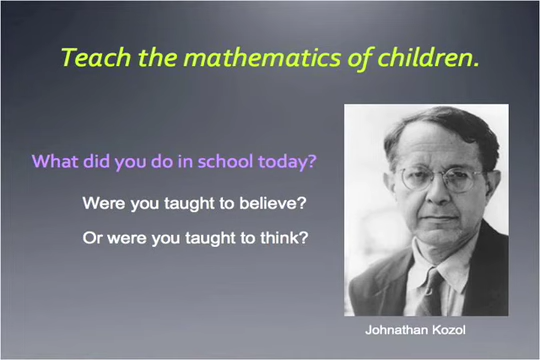 Teach the mathematics of children.
What did you do in school today?
Were you taught to believe?
Or were you taught to think?
Johnathan Kozol